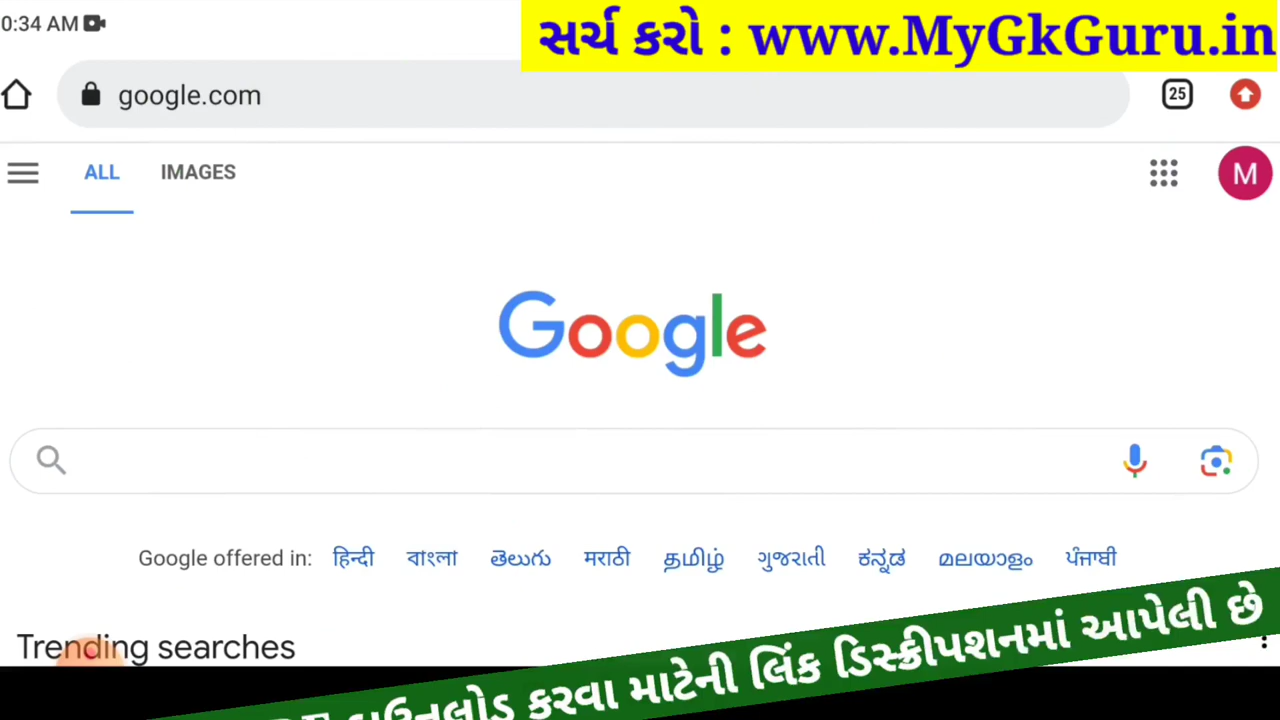 0:34 AM
સર્ચ કરો : www.MyGkGuru.in
google.com
25
ALL IMAGES
M
Google
Google offered in: हिन्दी বাংলা తెలుగు मराठी தமிழ் ગુજરાતી ಕನ್ನಡ മലയാളം ਪੰਜਾਬੀ
Trending searches
ડાઉનલોડ કરવા માટેની લિંક ડિસ્ક્રીપશનમાં આપેલી છે